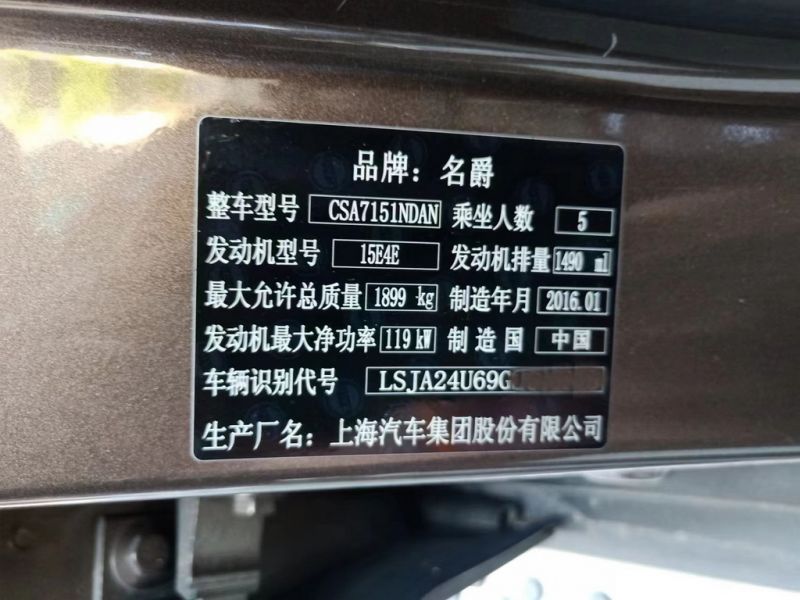 品牌：名爵
整车型号 CSA7151NDAN 乘坐人数 5
发动机型号 15E4E 发动机排量 1490 ml
最大允许总质量 1899 kg 制造年月 2016.01
发动机最大净功率 119 kW 制造国 中国
车辆识别代号 LSJA24U69G
生产厂名：上海汽车集团股份有限公司